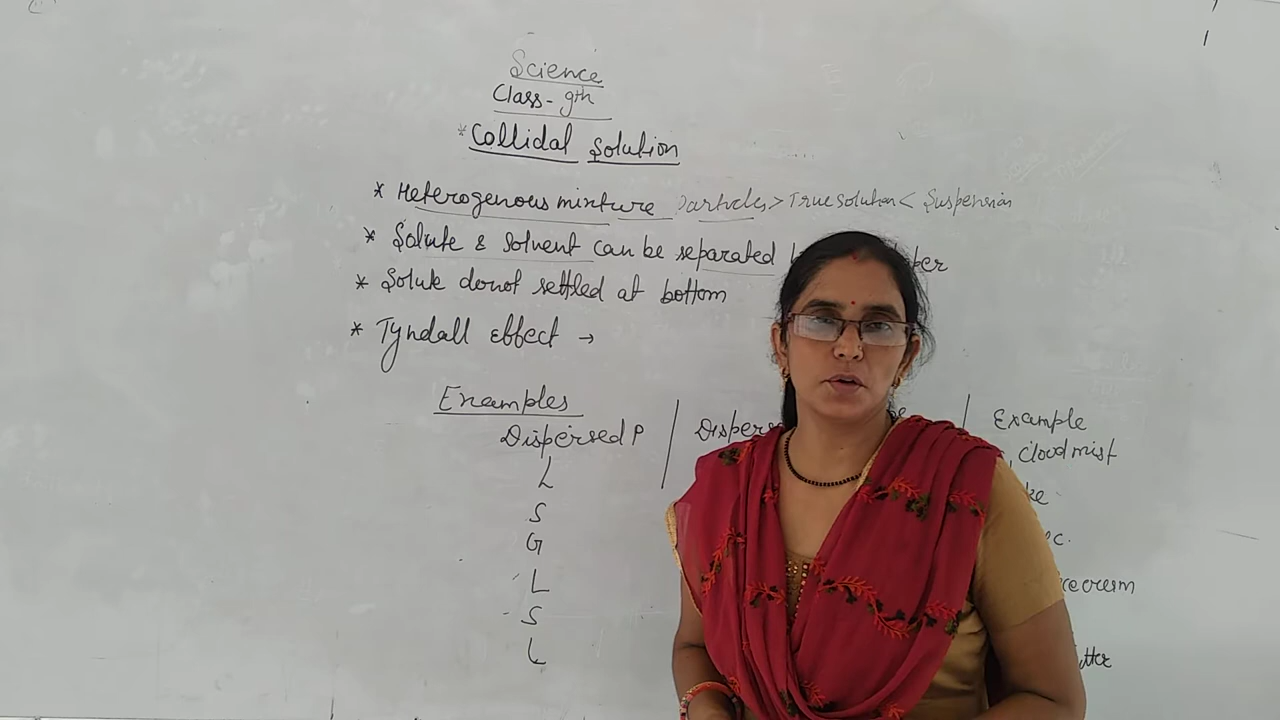 Science
Class- 9th
* Collidal Solution
* Heterogenous mixture Particles > True solution < Suspension
* Solute & Solvent can be separated
* Solute donot settled at bottom
* Tyndall effect →
Examples
Dispersed P Example
L , cloud mist
S
G
L
S
L